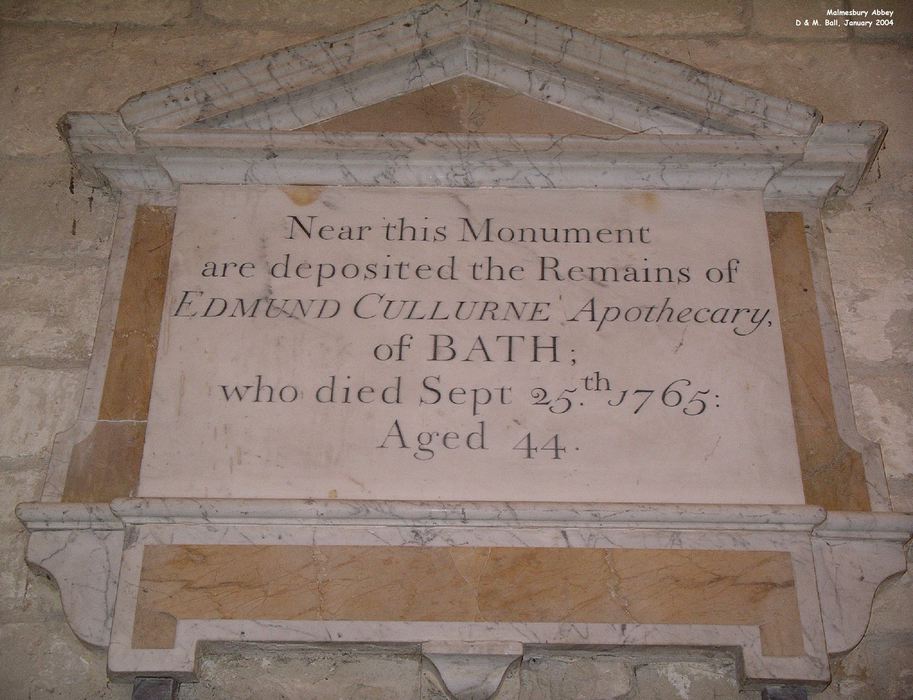 Malmesbury Abbey
D & M. Ball, January 2004
Near this Monument
are deposited the Remains of
EDMUND CULLURNE Apothecary,
of BATH;
who died Sept 25.th 1765:
Aged 44.